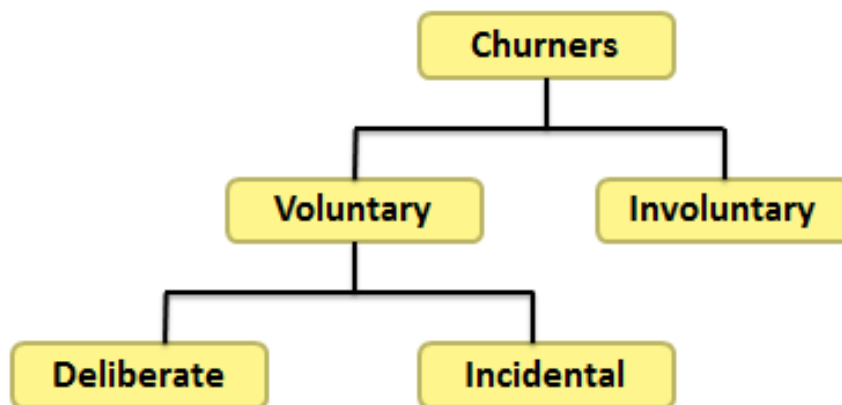 Churners
Voluntary
Involuntary
Deliberate
Incidental